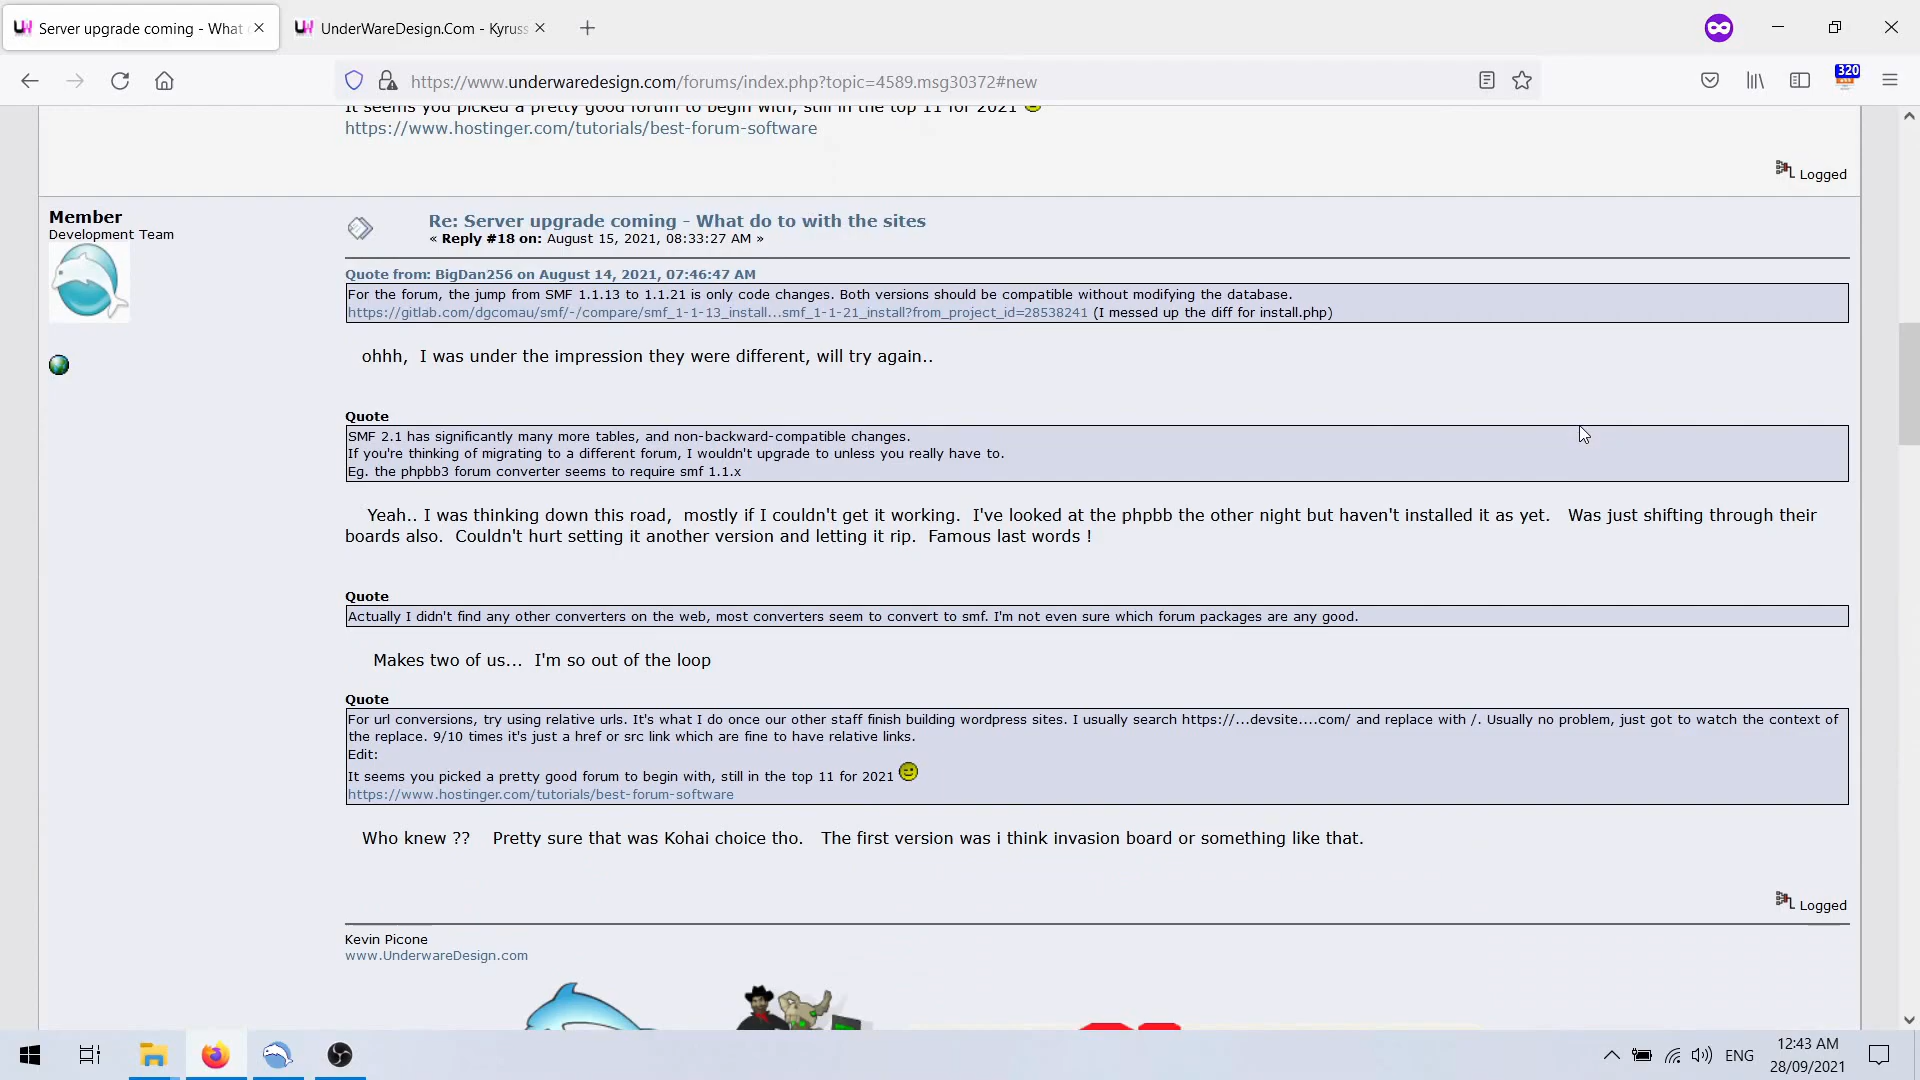 Server upgrade coming - What
UnderWareDesign.Com - Kyruss
https://www.underwaredesign.com/forums/index.php?topic=4589.msg30372#new
320
It seems you picked a pretty good forum to begin with, still in the top 11 for 2021
https://www.hostinger.com/tutorials/best-forum-software
Logged
Member
Development Team
Re: Server upgrade coming - What do to with the sites
« Reply #18 on: August 15, 2021, 08:33:27 AM »
Quote from: BigDan256 on August 14, 2021, 07:46:47 AM
For the forum, the jump from SMF 1.1.13 to 1.1.21 is only code changes. Both versions should be compatible without modifying the database.
https://gitlab.com/dgcomau/smf/-/compare/smf_1-1-13_install...smf_1-1-21_install?from_project_id=28538241 (I messed up the diff for install.php)
ohhh, I was under the impression they were different, will try again..
Quote
SMF 2.1 has significantly many more tables, and non-backward-compatible changes.
If you're thinking of migrating to a different forum, I wouldn't upgrade to unless you really have to.
Eg. the phpbb3 forum converter seems to require smf 1.1.x
Yeah.. I was thinking down this road, mostly if I couldn't get it working. I've looked at the phpbb the other night but haven't installed it as yet. Was just shifting through their
boards also. Couldn't hurt setting it another version and letting it rip. Famous last words !
Quote
Actually I didn't find any other converters on the web, most converters seem to convert to smf. I'm not even sure which forum packages are any good.
Makes two of us... I'm so out of the loop
Quote
For url conversions, try using relative urls. It's what I do once our other staff finish building wordpress sites. I usually search https://...devsite....com/ and replace with /. Usually no problem, just got to watch the context of
the replace. 9/10 times it's just a href or src link which are fine to have relative links.
Edit:
It seems you picked a pretty good forum to begin with, still in the top 11 for 2021
https://www.hostinger.com/tutorials/best-forum-software
Who knew ?? Pretty sure that was Kohai choice tho. The first version was i think invasion board or something like that.
Logged
Kevin Picone
www.UnderwareDesign.com
ENG
12:43 AM
28/09/2021